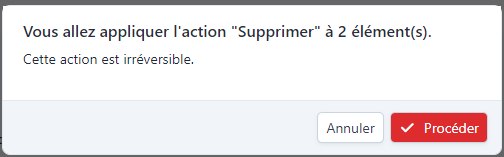 Vous allez appliquer l'action "Supprimer" à 2 élément(s).
Cette action est irréversible.
Annuler
Procéder